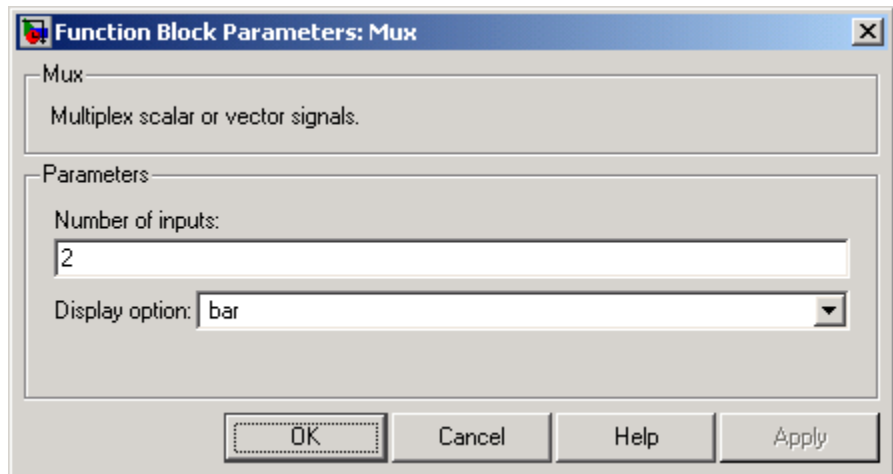 Function Block Parameters: Mux
Mux
Multiplex scalar or vector signals.
Parameters
Number of inputs:
2
Display option: bar
OK Cancel Help Apply